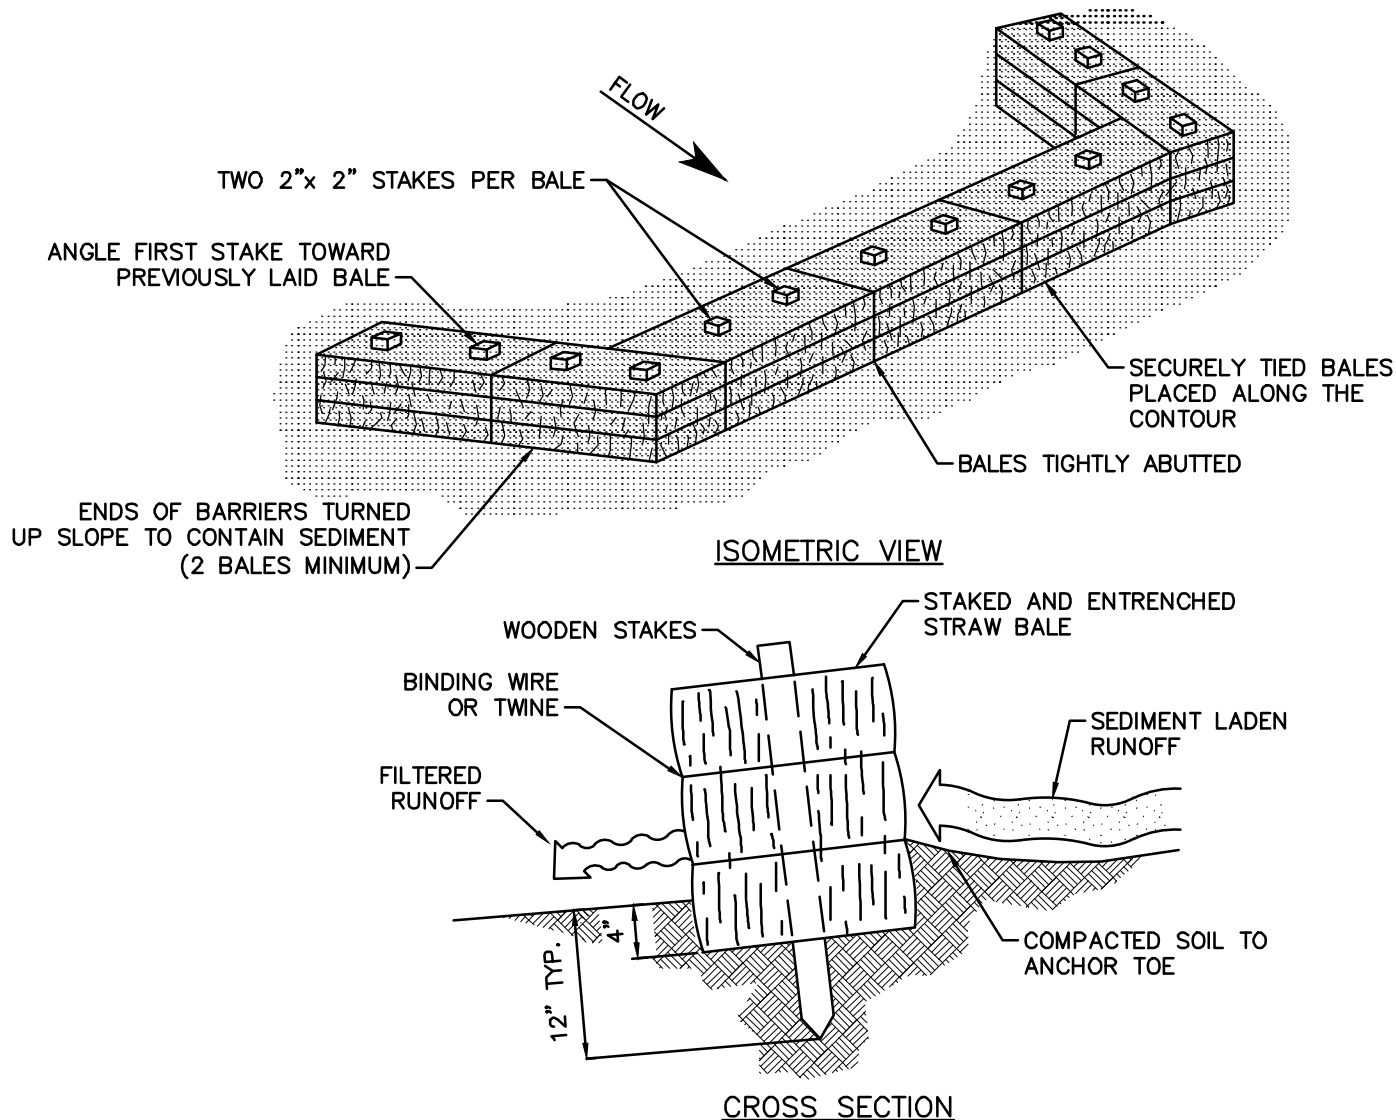 FLOW
TWO 2”x 2” STAKES PER BALE
ANGLE FIRST STAKE TOWARD
PREVIOUSLY LAID BALE
SECURELY TIED BALES
PLACED ALONG THE
CONTOUR
BALES TIGHTLY ABUTTED
ENDS OF BARRIERS TURNED
UP SLOPE TO CONTAIN SEDIMENT
(2 BALES MINIMUM)
ISOMETRIC VIEW
STAKED AND ENTRENCHED
STRAW BALE
WOODEN STAKES
BINDING WIRE
OR TWINE
SEDIMENT LADEN
RUNOFF
FILTERED
RUNOFF
4”
12” TYP.
COMPACTED SOIL TO
ANCHOR TOE
CROSS SECTION